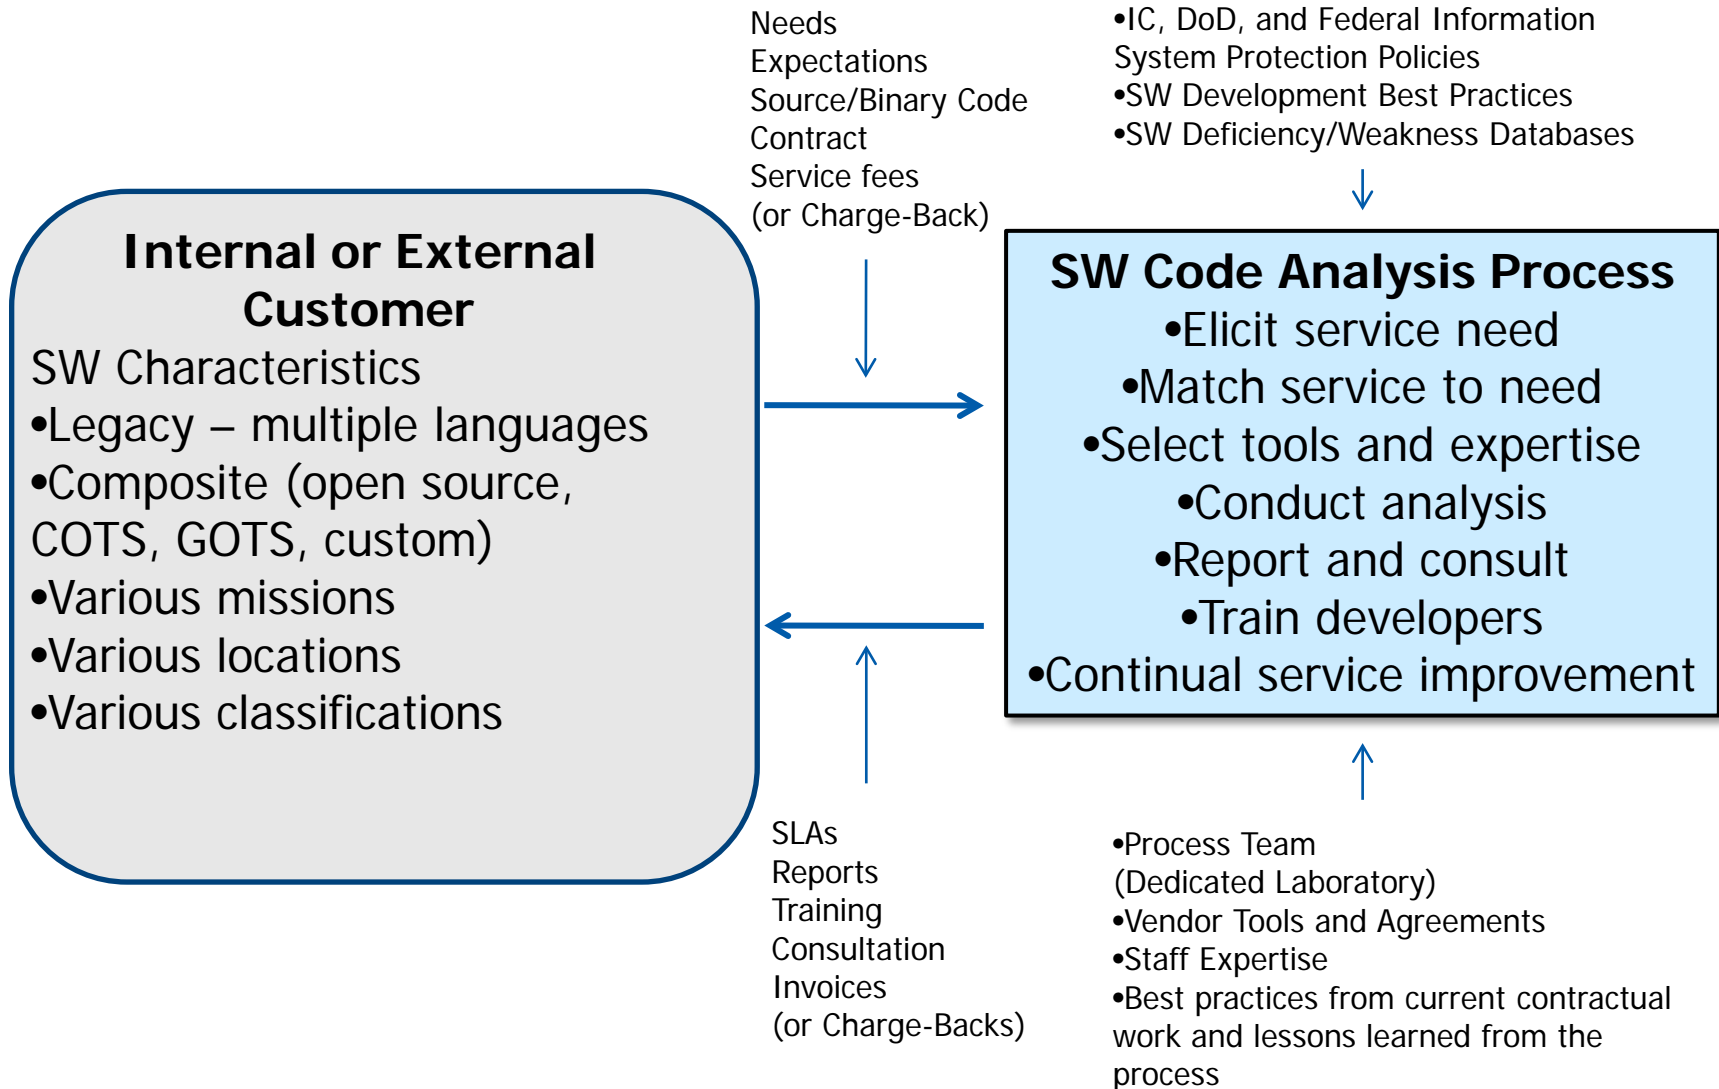 Needs
Expectations
Source/Binary Code
Contract
Service fees
(or Charge-Back)
•IC, DoD, and Federal Information
System Protection Policies
•SW Development Best Practices
•SW Deficiency/Weakness Databases
Internal or External
Customer
SW Characteristics
•Legacy – multiple languages
•Composite (open source,
COTS, GOTS, custom)
•Various missions
•Various locations
•Various classifications
SW Code Analysis Process
•Elicit service need
•Match service to need
•Select tools and expertise
•Conduct analysis
•Report and consult
•Train developers
•Continual service improvement
SLAs
Reports
Training
Consultation
Invoices
(or Charge-Backs)
•Process Team
(Dedicated Laboratory)
•Vendor Tools and Agreements
•Staff Expertise
•Best practices from current contractual
work and lessons learned from the
process